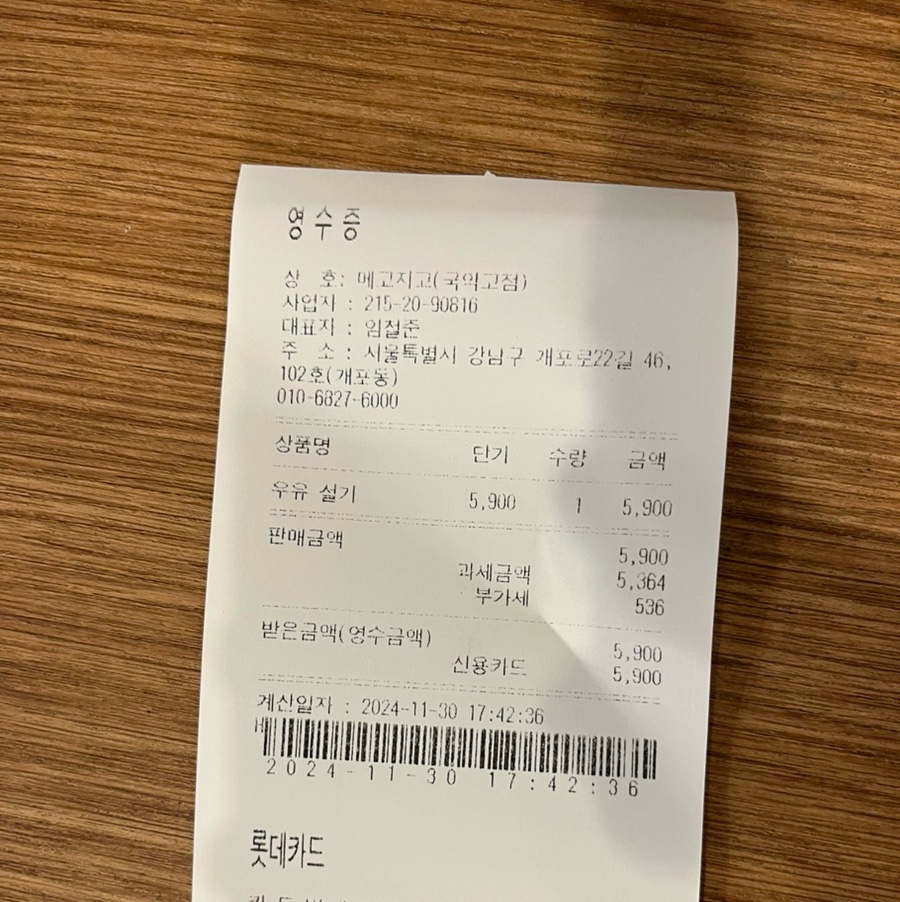 영수증
상 호: 메고지고(국악고점)
사업자 : 215-20-90816
대표자 : 임철준
주 소 : 서울특별시 강남구 개포로22길 46,
102호(개포동)
010-6827-6000
상품명 단가 수량 금액
우유 설기 5,900 1 5,900
판매금액 5,900
과세금액 5,364
부가세 536
받은금액(영수금액) 5,900
신용카드 5,900
계산일자 : 2024-11-30 17:42:36
2024-11-30 17:42:36
롯데카드